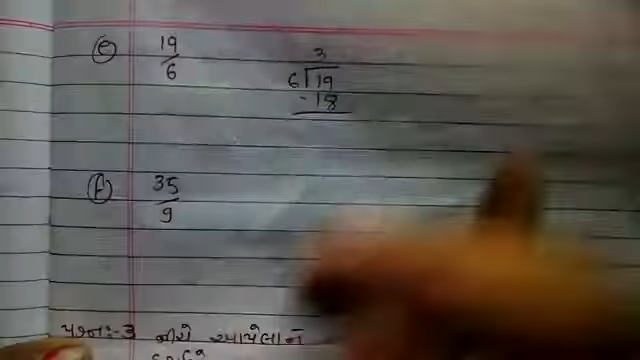 (e) 19/6 3
6)19
-18
(f) 35/9
પ્રશ્ન:-3 નીચે આપેલાને